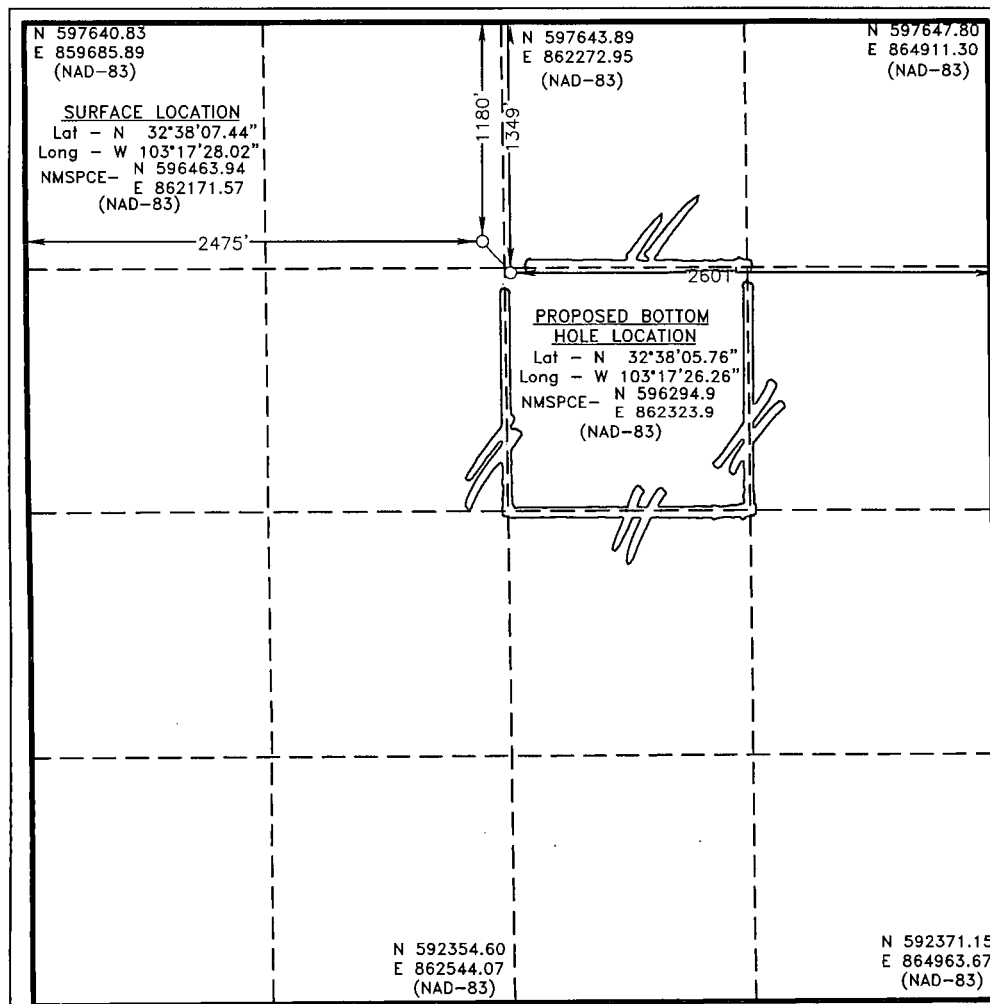 N 597640.83
E 859685.89
(NAD-83)
N 597643.89
E 862272.95
(NAD-83)
N 597647.80
E 864911.30
(NAD-83)
SURFACE LOCATION
Lat - N 32°38'07.44"
Long - W 103°17'28.02"
NMSPCE- N 596463.94
E 862171.57
(NAD-83)
1180'
1349'
2475'
2601'
PROPOSED BOTTOM
HOLE LOCATION
Lat - N 32°38'05.76"
Long - W 103°17'26.26"
NMSPCE- N 596294.9
E 862323.9
(NAD-83)
N 592354.60
E 862544.07
(NAD-83)
N 592371.15
E 864963.67
(NAD-83)